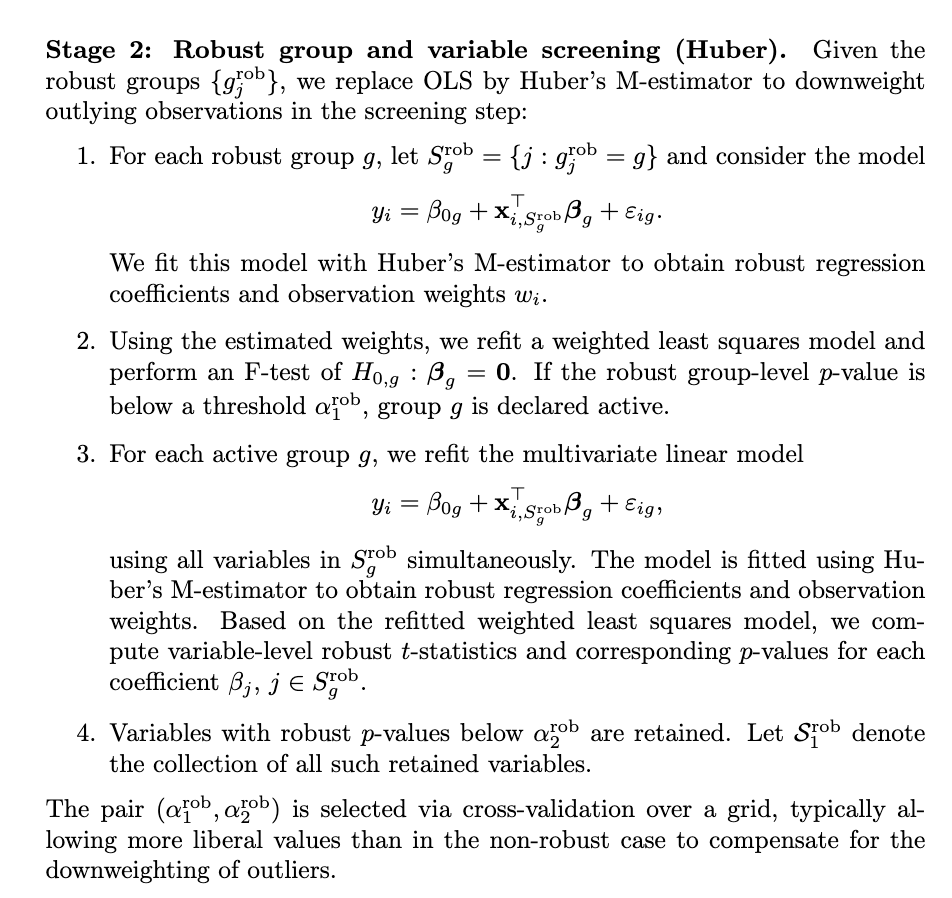 Stage 2: Robust group and variable screening (Huber). Given the
robust groups {g_j^rob}, we replace OLS by Huber's M-estimator to downweight
outlying observations in the screening step:
1. For each robust group g, let S_g^rob = {j : g_j^rob = g} and consider the model
y_i = β_{0g} + x_{i,S_g^rob}^⊤ β_g + ε_{ig}.
We fit this model with Huber's M-estimator to obtain robust regression
coefficients and observation weights w_i.
2. Using the estimated weights, we refit a weighted least squares model and
perform an F-test of H_{0,g} : β_g = 0. If the robust group-level p-value is
below a threshold α_1^rob, group g is declared active.
3. For each active group g, we refit the multivariate linear model
y_i = β_{0g} + x_{i,S_g^rob}^⊤ β_g + ε_{ig},
using all variables in S_g^rob simultaneously. The model is fitted using Hu-
ber's M-estimator to obtain robust regression coefficients and observation
weights. Based on the refitted weighted least squares model, we com-
pute variable-level robust t-statistics and corresponding p-values for each
coefficient β_j, j ∈ S_g^rob.
4. Variables with robust p-values below α_2^rob are retained. Let 𝒮_1^rob denote
the collection of all such retained variables.
The pair (α_1^rob, α_2^rob) is selected via cross-validation over a grid, typically al-
lowing more liberal values than in the non-robust case to compensate for the
downweighting of outliers.